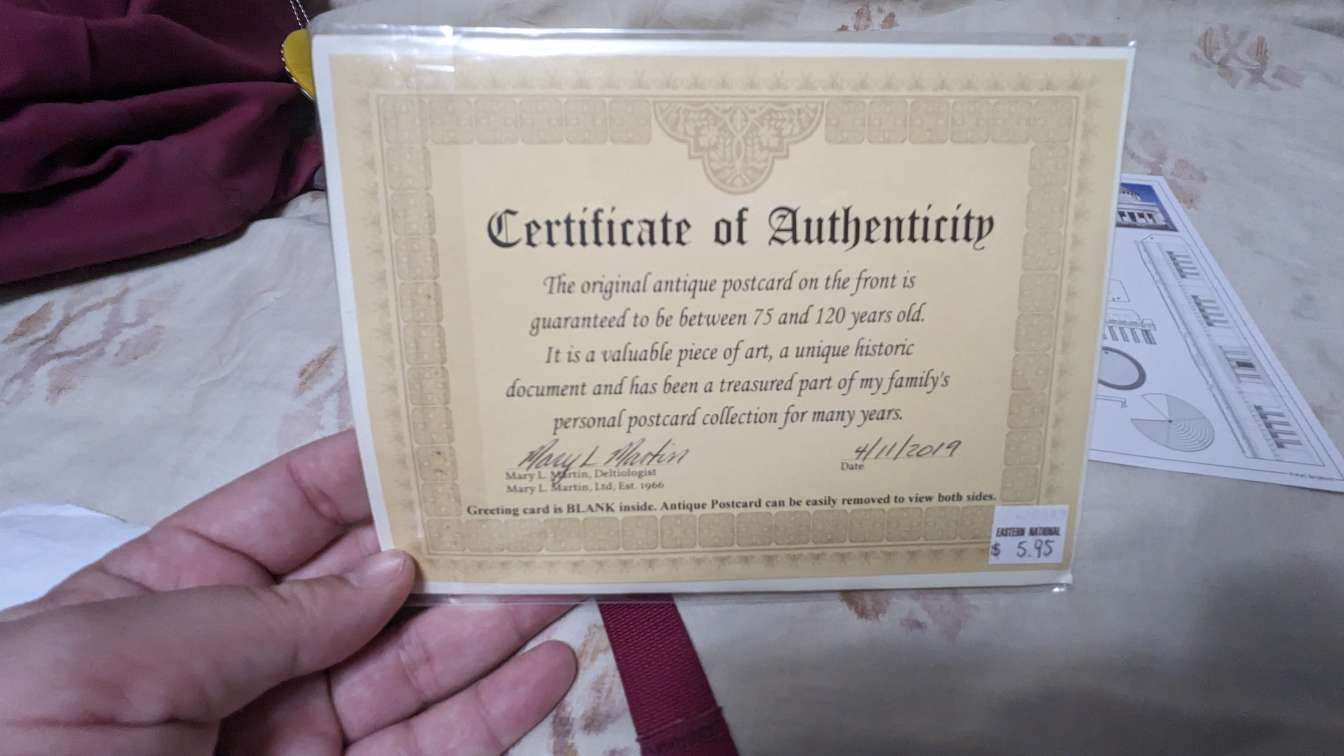 Certificate of Authenticity
The original antique postcard on the front is
guaranteed to be between 75 and 120 years old.
It is a valuable piece of art, a unique historic
document and has been a treasured part of my family's
personal postcard collection for many years.
Mary L Martin
4/11/2019
Mary L. Martin, Deltiologist
Date
Mary L. Martin, Ltd, Est. 1966
Greeting card is BLANK inside. Antique Postcard can be easily removed to view both sides.
EASTERN NATIONAL
$ 5.95